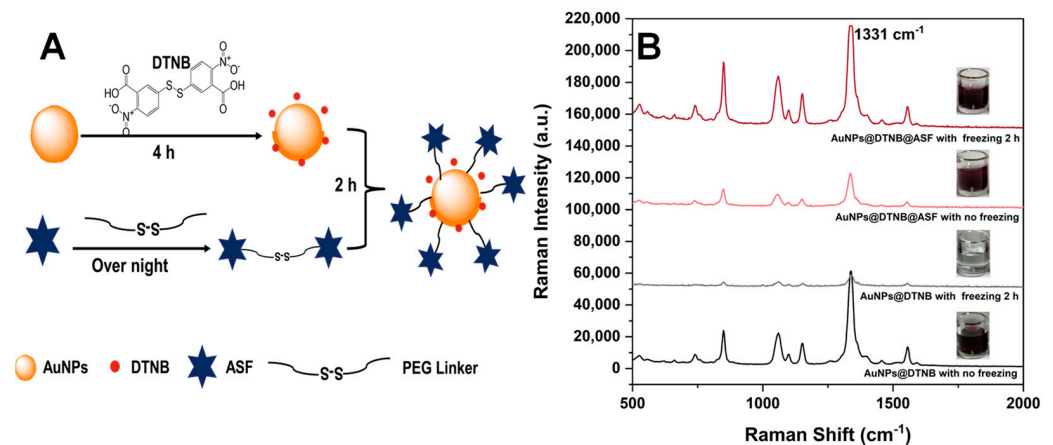 A
DTNB
O
HO
N⁺
O⁻
O
S
S
O
OH
O
N⁺
O⁻
4 h
S-S
Over night
S-S
2 h
AuNPs
DTNB
ASF
S-S
PEG Linker
B
Raman Intensity (a.u.)
220,000
200,000
180,000
160,000
140,000
120,000
100,000
80,000
60,000
40,000
20,000
0
1331 cm⁻¹
AuNPs@DTNB@ASF with freezing 2 h
AuNPs@DTNB@ASF with no freezing
AuNPs@DTNB with freezing 2 h
AuNPs@DTNB with no freezing
500
1000
1500
2000
Raman Shift (cm⁻¹)